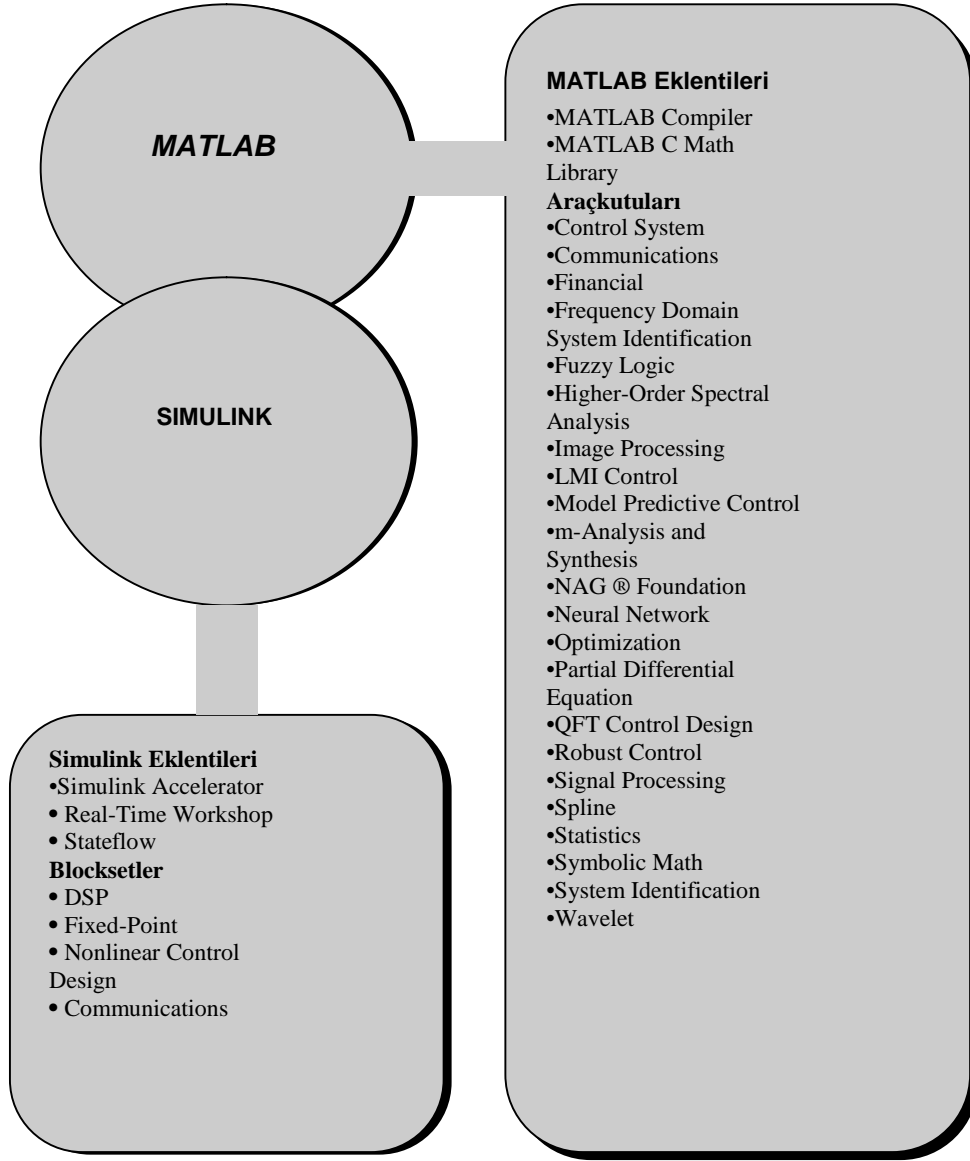 MATLAB
SIMULINK
Simulink Eklentileri
•Simulink Accelerator
• Real-Time Workshop
• Stateflow
Blocksetler
• DSP
• Fixed-Point
• Nonlinear Control
Design
• Communications
MATLAB Eklentileri
•MATLAB Compiler
•MATLAB C Math
Library
Araçkutuları
•Control System
•Communications
•Financial
•Frequency Domain
System Identification
•Fuzzy Logic
•Higher-Order Spectral
Analysis
•Image Processing
•LMI Control
•Model Predictive Control
•m-Analysis and
Synthesis
•NAG ® Foundation
•Neural Network
•Optimization
•Partial Differential
Equation
•QFT Control Design
•Robust Control
•Signal Processing
•Spline
•Statistics
•Symbolic Math
•System Identification
•Wavelet